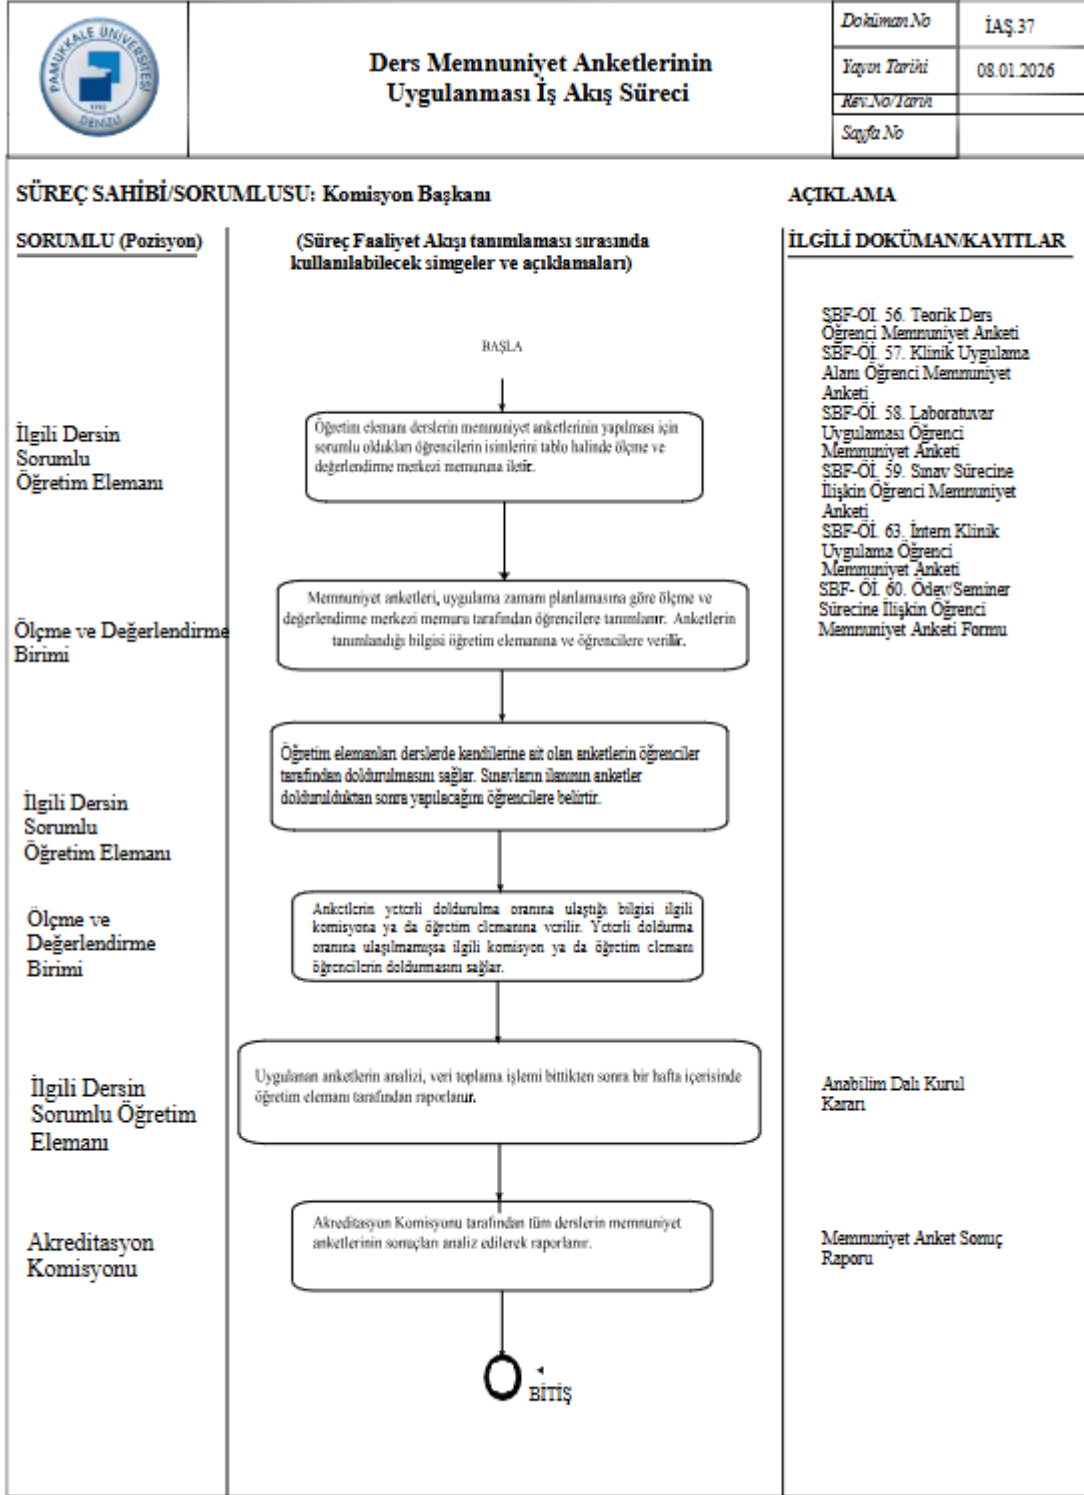 PAMUKKALE ÜNİVERSİTESİ
1992
DENİZLİ
Ders Memnuniyet Anketlerinin
Uygulanması İş Akış Süreci
Doküman No
İAŞ.37
Yayın Tarihi
08.01.2026
Rev.No/Tarih
Sayfa No
SÜREÇ SAHİBİ/SORUMLUSU: Komisyon Başkanı
AÇIKLAMA
SORUMLU (Pozisyon)
(Süreç Faaliyet Akışı tanımlaması sırasında
kullanılabilecek simgeler ve açıklamaları)
İLGİLİ DOKÜMAN/KAYITLAR
BAŞLA
SBF-Öİ. 56. Teorik Ders
Öğrenci Memnuniyet Anketi
SBF-Öİ. 57. Klinik Uygulama
Alanı Öğrenci Memnuniyet
Anketi
SBF-Öİ. 58. Laboratuvar
Uygulaması Öğrenci
Memnuniyet Anketi
SBF-Öİ. 59. Sınav Sürecine
İlişkin Öğrenci Memnuniyet
Anketi
SBF-Öİ. 63. İntern Klinik
Uygulama Öğrenci
Memnuniyet Anketi
SBF- Öİ. 60. Ödev/Seminer
Sürecine İlişkin Öğrenci
Memnuniyet Anketi Formu
İlgili Dersin
Sorumlu
Öğretim Elemanı
Öğretim elemanı derslerin memnuniyet anketlerinin yapılması için
sorumlu oldukları öğrencilerin isimlerini tablo halinde ölçme ve
değerlendirme merkezi memuruna iletir.
Ölçme ve Değerlendirme
Birimi
Memnuniyet anketleri, uygulama zamanı planlamasına göre ölçme ve
değerlendirme merkezi memuru tarafından öğrencilere tanımlanır. Anketlerin
tanımlandığı bilgisi öğretim elemanına ve öğrencilere verilir.
İlgili Dersin
Sorumlu
Öğretim Elemanı
Öğretim elemanları derslerde kendilerine ait olan anketlerin öğrenciler
tarafından doldurulmasını sağlar. Sınavların ilanının anketler
doldurulduktan sonra yapılacağını öğrencilere belirtir.
Ölçme ve
Değerlendirme
Birimi
Anketlerin yeterli doldurulma oranına ulaştığı bilgisi ilgili
komisyona ya da öğretim elemanına verilir. Yeterli doldurma
oranına ulaşılmamışsa ilgili komisyon ya da öğretim elemanı
öğrencilerin doldurmasını sağlar.
İlgili Dersin
Sorumlu Öğretim
Elemanı
Uygulanan anketlerin analizi, veri toplama işlemi bittikten sonra bir hafta içerisinde
öğretim elemanı tarafından raporlanır.
Anabilim Dalı Kurul
Kararı
Akreditasyon
Komisyonu
Akreditasyon Komisyonu tarafından tüm derslerin memnuniyet
anketlerinin sonuçları analiz edilerek raporlanır.
Memnuniyet Anket Sonuç
Raporu
BİTİŞ